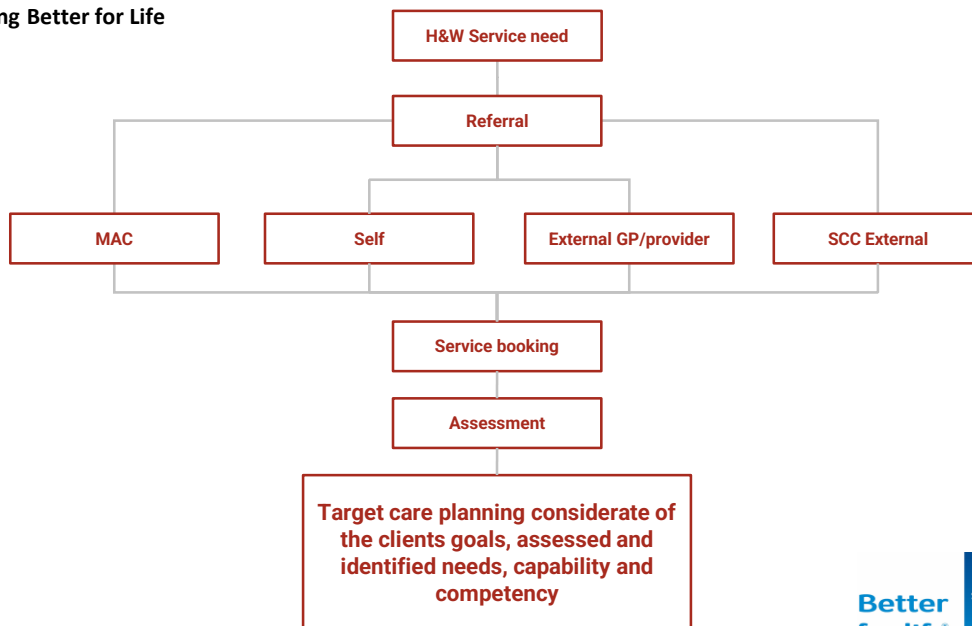 ng Better for Life
H&W Service need
Referral
MAC
Self
External GP/provider
SCC External
Service booking
Assessment
Target care planning considerate of
the clients goals, assessed and
identified needs, capability and
competency
Better